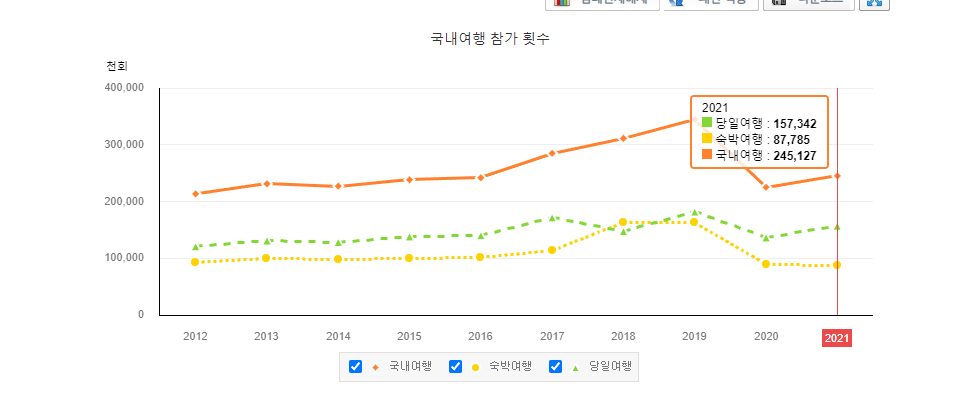 국내여행 참가 횟수
천회
400,000
300,000
200,000
100,000
0
2021
당일여행 : 157,342
숙박여행 : 87,785
국내여행 : 245,127
2012 2013 2014 2015 2016 2017 2018 2019 2020 2021
국내여행 숙박여행 당일여행